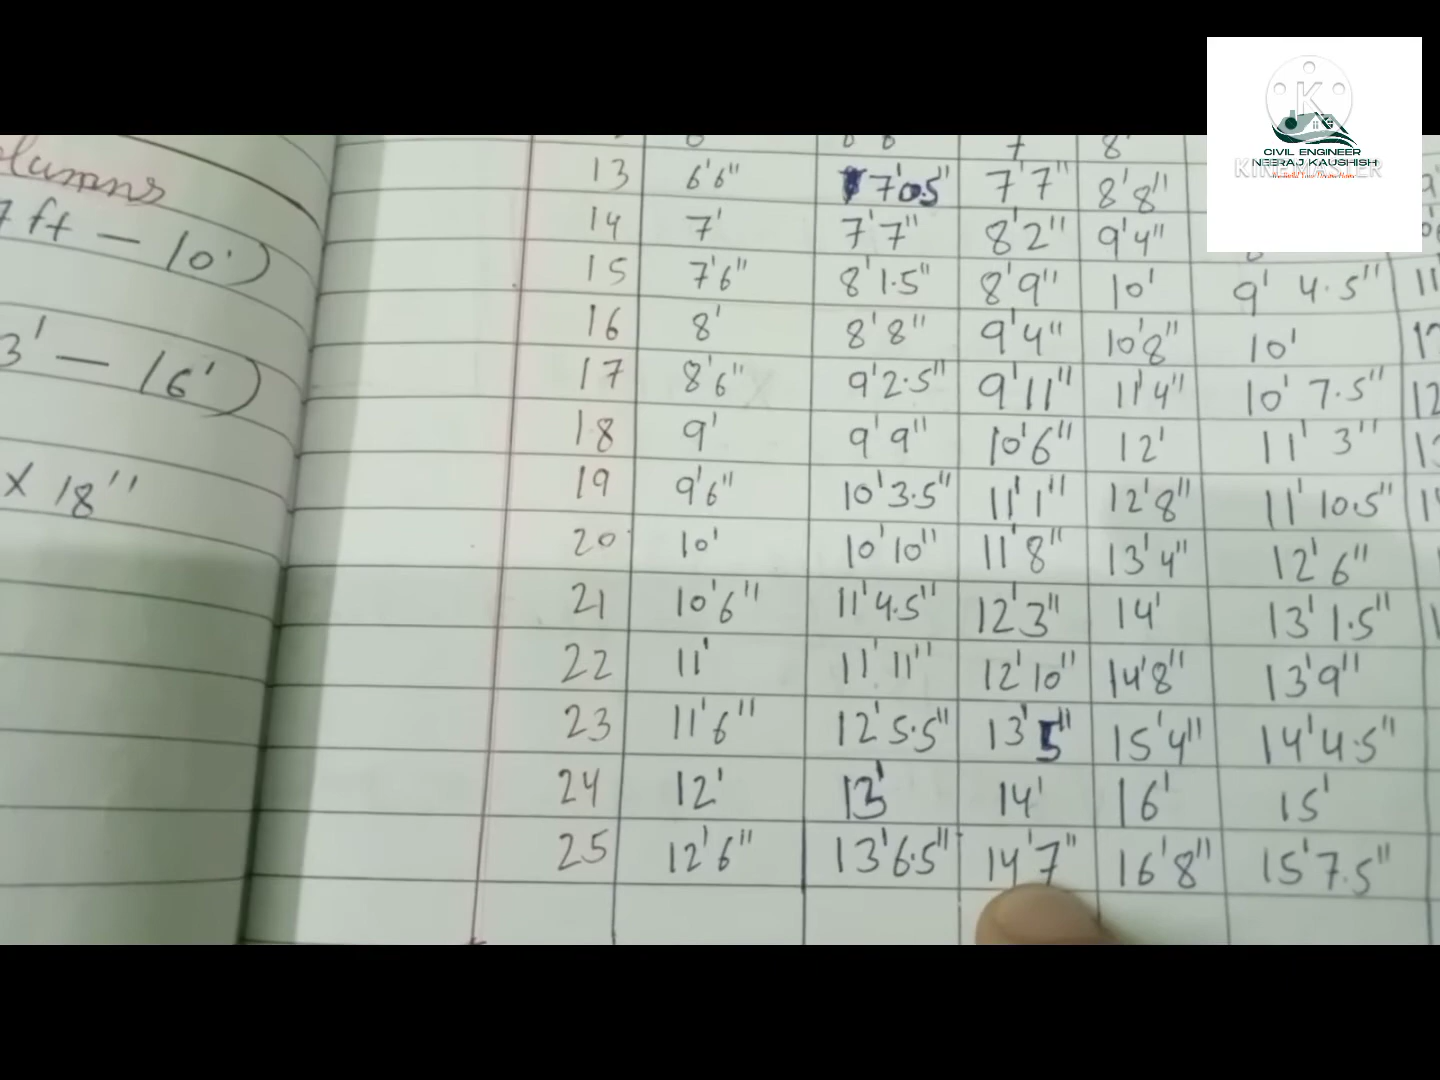 CIVIL ENGINEER
NEERAJ KAUSHISH
KINEMASTER
lumns
7 ft — 10')
3' — 16')
X 18"
13 6'6" 7'0.5" 7'7" 8'8"
14 7' 7'7" 8'2" 9'4"
15 7'6" 8'1.5" 8'9" 10' 9' 4.5" 11
16 8' 8'8" 9'4" 10'8" 10'
17 8'6" 9'2.5" 9'11" 11'4" 10' 7.5" 12
18 9' 9'9" 10'6" 12' 11' 3"
19 9'6" 10'3.5" 11'1" 12'8" 11' 10.5"
20 10' 10'10" 11'8" 13'4" 12'6"
21 10'6" 11'4.5" 12'3" 14' 13'1.5"
22 11' 11'11" 12'10" 14'8" 13'9"
23 11'6" 12'5.5" 13'5" 15'4" 14'4.5"
24 12' 13' 14' 16' 15'
25 12'6" 13'6.5" 14'7" 16'8" 15'7.5"